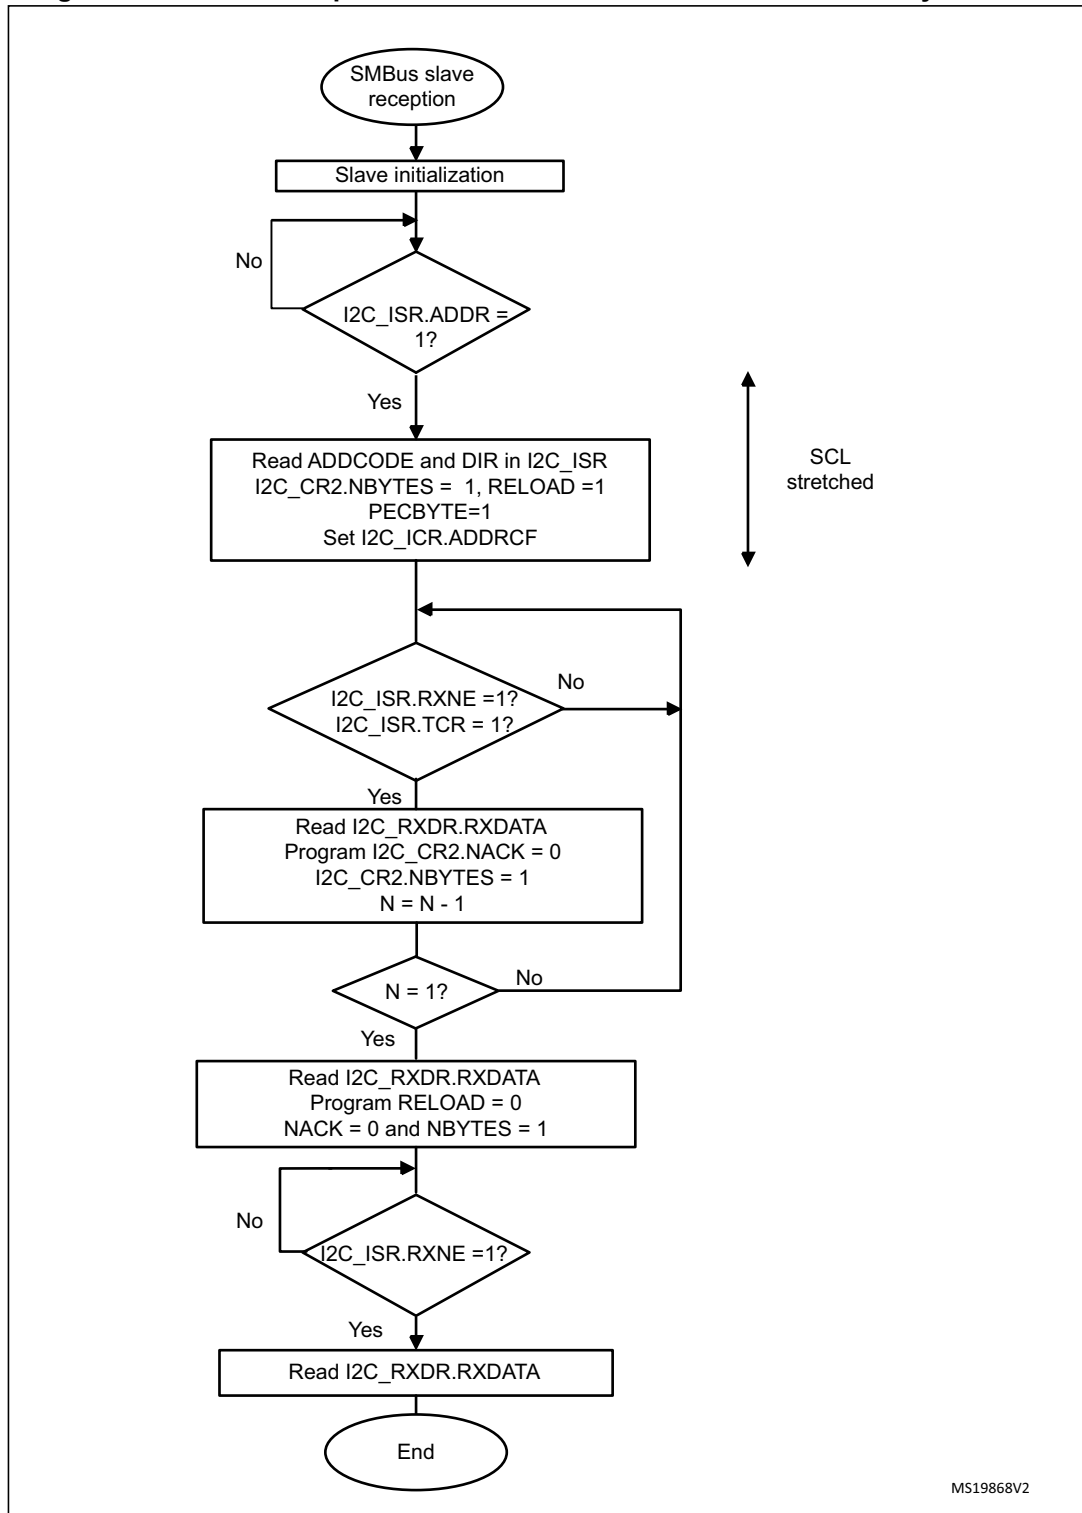 SMBus slave
reception
Slave initialization
No
I2C_ISR.ADDR =
1?
Yes
SCL
stretched
Read ADDCODE and DIR in I2C_ISR
I2C_CR2.NBYTES =  1, RELOAD =1
PECBYTE=1
Set I2C_ICR.ADDRCF
I2C_ISR.RXNE =1?
I2C_ISR.TCR = 1?
No
Yes
Read I2C_RXDR.RXDATA
Program I2C_CR2.NACK = 0
I2C_CR2.NBYTES = 1
N = N - 1
N = 1?
No
Yes
Read I2C_RXDR.RXDATA
Program RELOAD = 0
NACK = 0 and NBYTES = 1
No
I2C_ISR.RXNE =1?
Yes
Read I2C_RXDR.RXDATA
End
MS19868V2